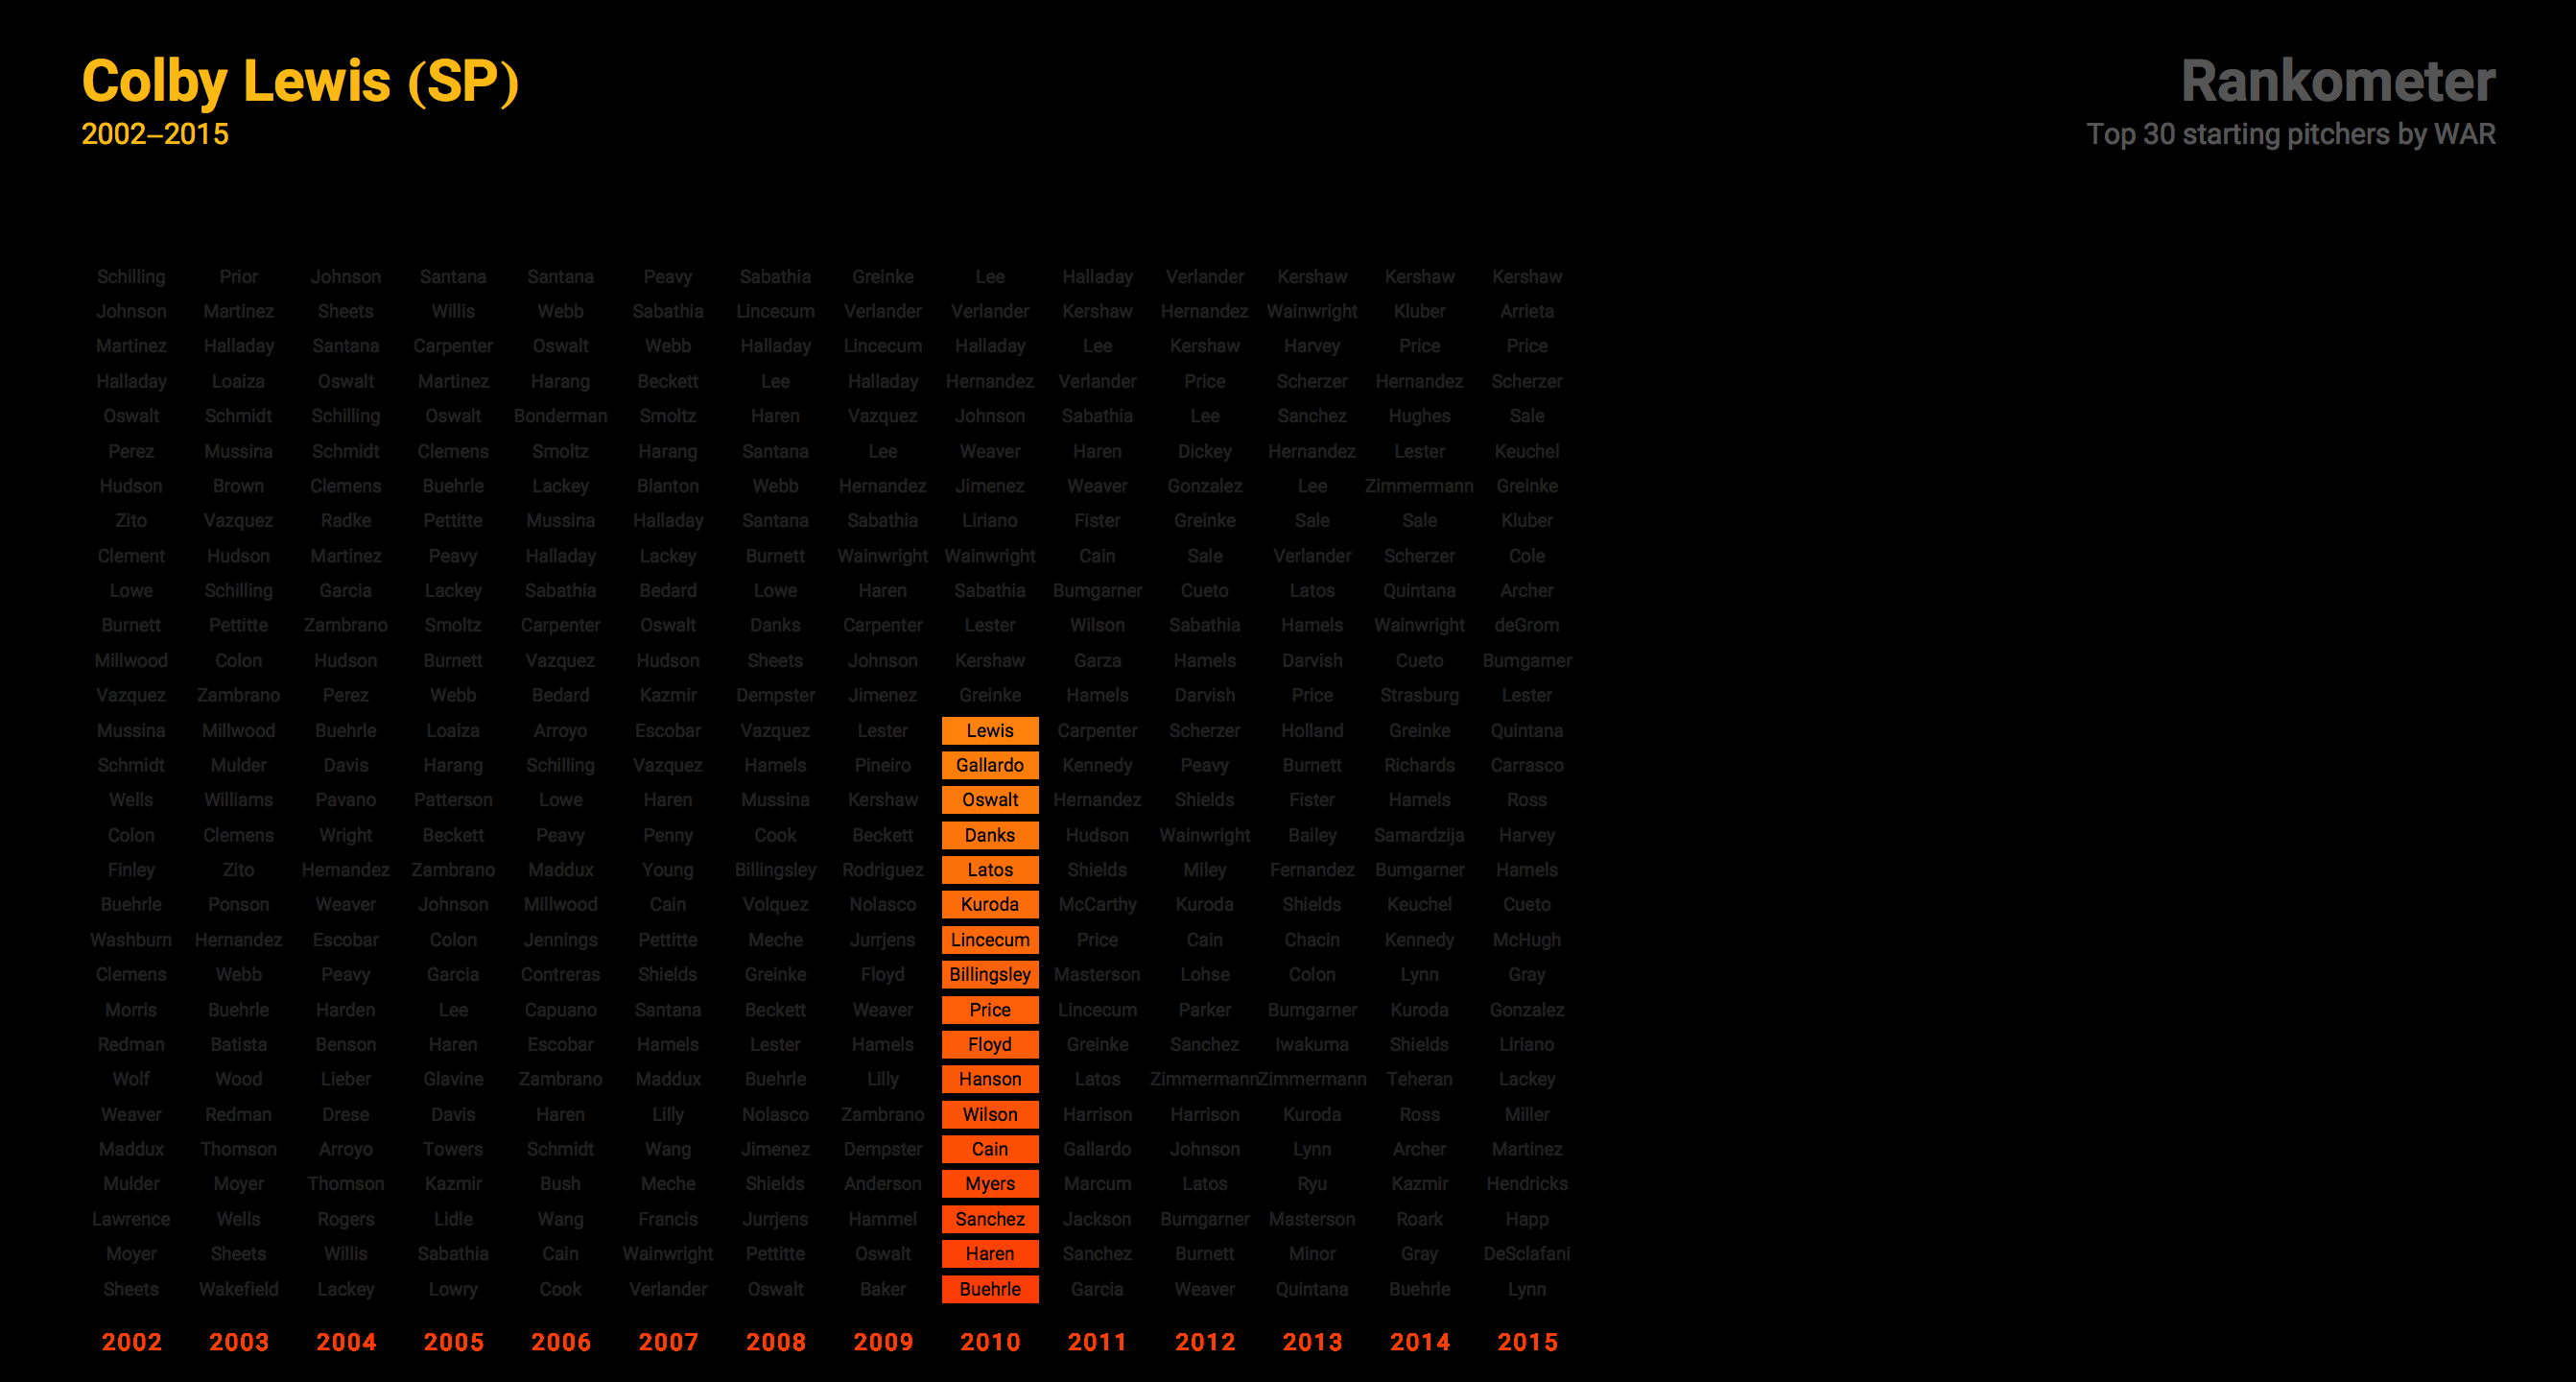 Colby Lewis (SP)
2002–2015
Rankometer
Top 30 starting pitchers by WAR
Schilling Prior Johnson Santana Santana Peavy Sabathia Greinke Lee Halladay Verlander Kershaw Kershaw Kershaw
Johnson Martinez Sheets Willis Webb Sabathia Lincecum Verlander Verlander Kershaw Hernandez Wainwright Kluber Arrieta
Martinez Halladay Santana Carpenter Oswalt Webb Halladay Lincecum Halladay Lee Kershaw Harvey Price Price
Halladay Loaiza Oswalt Martinez Harang Beckett Lee Halladay Hernandez Verlander Price Scherzer Hernandez Scherzer
Oswalt Schmidt Schilling Oswalt Bonderman Smoltz Haren Vazquez Johnson Sabathia Lee Sanchez Hughes Sale
Perez Mussina Schmidt Clemens Smoltz Harang Santana Lee Weaver Haren Dickey Hernandez Lester Keuchel
Hudson Brown Clemens Buehrle Lackey Blanton Webb Hernandez Jimenez Weaver Gonzalez Lee Zimmermann Greinke
Zito Vazquez Radke Pettitte Mussina Halladay Santana Sabathia Liriano Fister Greinke Sale Sale Kluber
Clement Hudson Martinez Peavy Halladay Lackey Burnett Wainwright Wainwright Cain Sale Verlander Scherzer Cole
Lowe Schilling Garcia Lackey Sabathia Bedard Lowe Haren Sabathia Bumgarner Cueto Latos Quintana Archer
Burnett Pettitte Zambrano Smoltz Carpenter Oswalt Danks Carpenter Lester Wilson Sabathia Hamels Wainwright deGrom
Millwood Colon Hudson Burnett Vazquez Hudson Sheets Johnson Kershaw Garza Hamels Darvish Cueto Bumgarner
Vazquez Zambrano Perez Webb Bedard Kazmir Dempster Jimenez Greinke Hamels Darvish Price Strasburg Lester
Mussina Millwood Buehrle Loaiza Arroyo Escobar Vazquez Lester Lewis Carpenter Scherzer Holland Greinke Quintana
Schmidt Mulder Davis Harang Schilling Vazquez Hamels Pineiro Gallardo Kennedy Peavy Burnett Richards Carrasco
Wells Williams Pavano Patterson Lowe Haren Mussina Kershaw Oswalt Hernandez Shields Fister Hamels Ross
Colon Clemens Wright Beckett Peavy Penny Cook Beckett Danks Hudson Wainwright Bailey Samardzija Harvey
Finley Zito Hernandez Zambrano Maddux Young Billingsley Rodriguez Latos Shields Miley Fernandez Bumgarner Hamels
Buehrle Ponson Weaver Johnson Millwood Cain Volquez Nolasco Kuroda McCarthy Kuroda Shields Keuchel Cueto
Washburn Hernandez Escobar Colon Jennings Pettitte Meche Jurrjens Lincecum Price Cain Chacin Kennedy McHugh
Clemens Webb Peavy Garcia Contreras Shields Greinke Floyd Billingsley Masterson Lohse Colon Lynn Gray
Morris Buehrle Harden Lee Capuano Santana Beckett Weaver Price Lincecum Parker Bumgarner Kuroda Gonzalez
Redman Batista Benson Haren Escobar Hamels Lester Hamels Floyd Greinke Sanchez Iwakuma Shields Liriano
Wolf Wood Lieber Glavine Zambrano Maddux Buehrle Lilly Hanson Latos Zimmermann Zimmermann Teheran Lackey
Weaver Redman Drese Davis Haren Lilly Nolasco Zambrano Wilson Harrison Harrison Kuroda Ross Miller
Maddux Thomson Arroyo Towers Schmidt Wang Jimenez Dempster Cain Gallardo Johnson Lynn Archer Martinez
Mulder Moyer Thomson Kazmir Bush Meche Shields Anderson Myers Marcum Latos Ryu Kazmir Hendricks
Lawrence Wells Rogers Lidle Wang Francis Jurrjens Hammel Sanchez Jackson Bumgarner Masterson Roark Happ
Moyer Sheets Willis Sabathia Cain Wainwright Pettitte Oswalt Haren Sanchez Burnett Minor Gray DeSclafani
Sheets Wakefield Lackey Lowry Cook Verlander Oswalt Baker Buehrle Garcia Weaver Quintana Buehrle Lynn
2002 2003 2004 2005 2006 2007 2008 2009 2010 2011 2012 2013 2014 2015